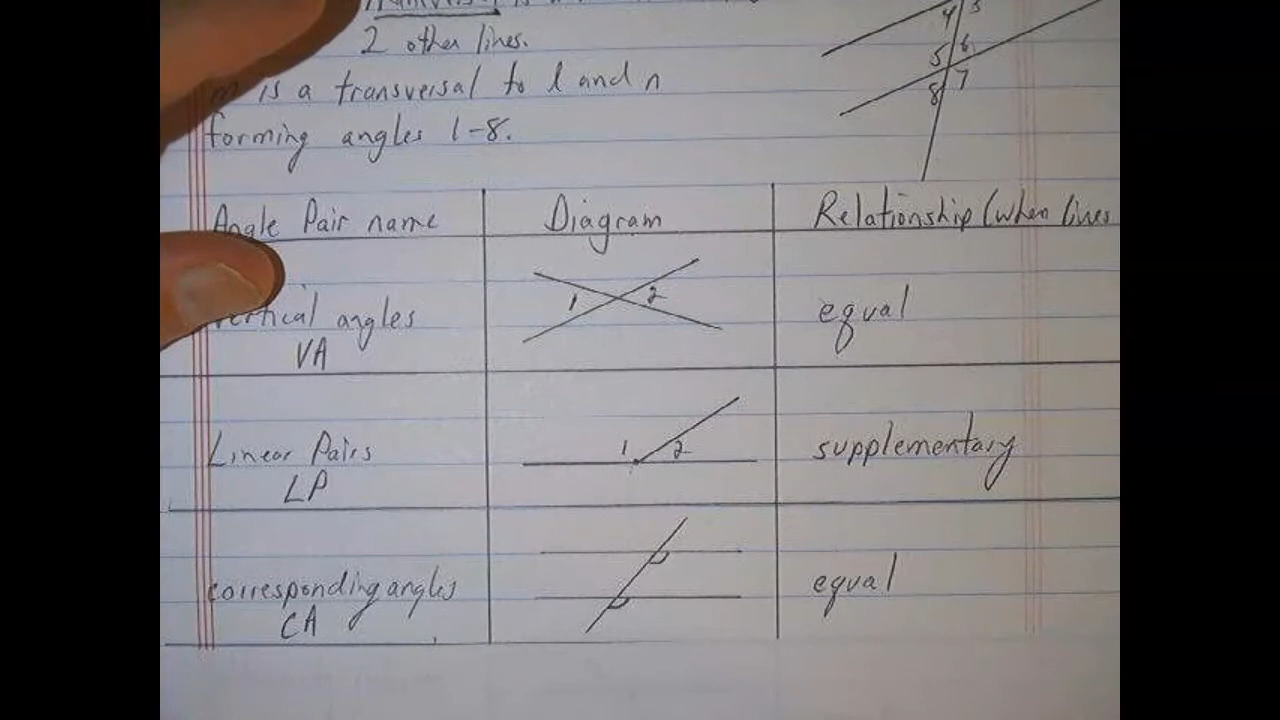 is a
2 other lines.
m is a transversal to l and n
forming angles 1-8.
4 3
5 6
8 7
Angle Pair name Diagram Relationship (when lines
vertical angles 1 2 equal
VA
Linear Pairs 1 2 supplementary
LP
corresponding angles equal
CA